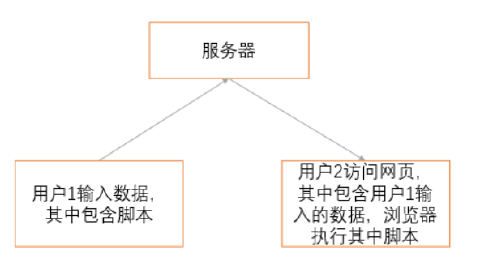 服务器
用户1输入数据,
其中包含脚本
用户2访问网页,
其中包含用户1输
入的数据，浏览器
执行其中脚本